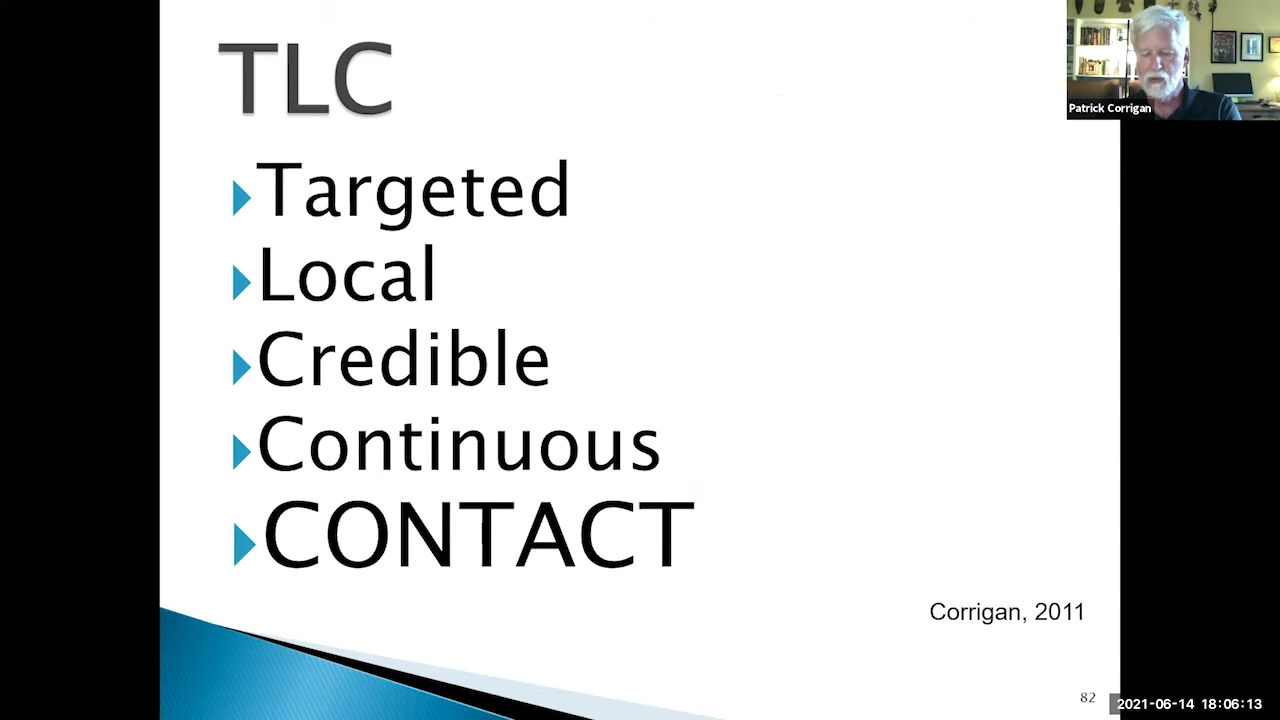 TLC
Patrick Corrigan
Targeted
Local
Credible
Continuous
CONTACT
Corrigan, 2011
82
2021-06-14 18:06:13